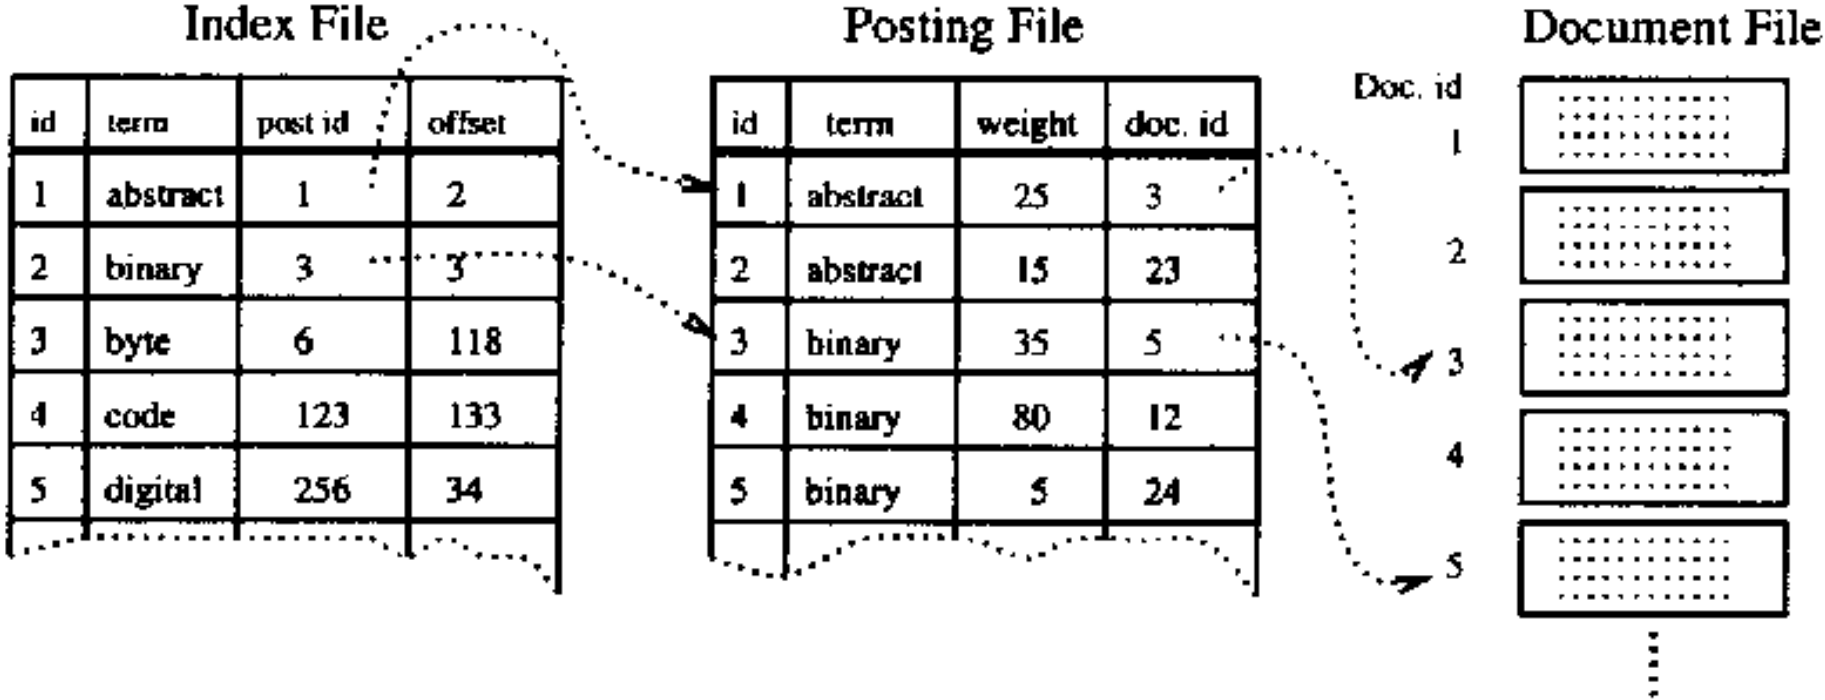 Index File Posting File Document File
id term post id offset id term weight doc. id Doc. id
1 abstract 1 2 1 abstract 25 3 1
2 binary 3 3 2 abstract 15 23 2
3 byte 6 118 3 binary 35 5 3
4 code 123 133 4 binary 80 12 4
5 digital 256 34 5 binary 5 24 5